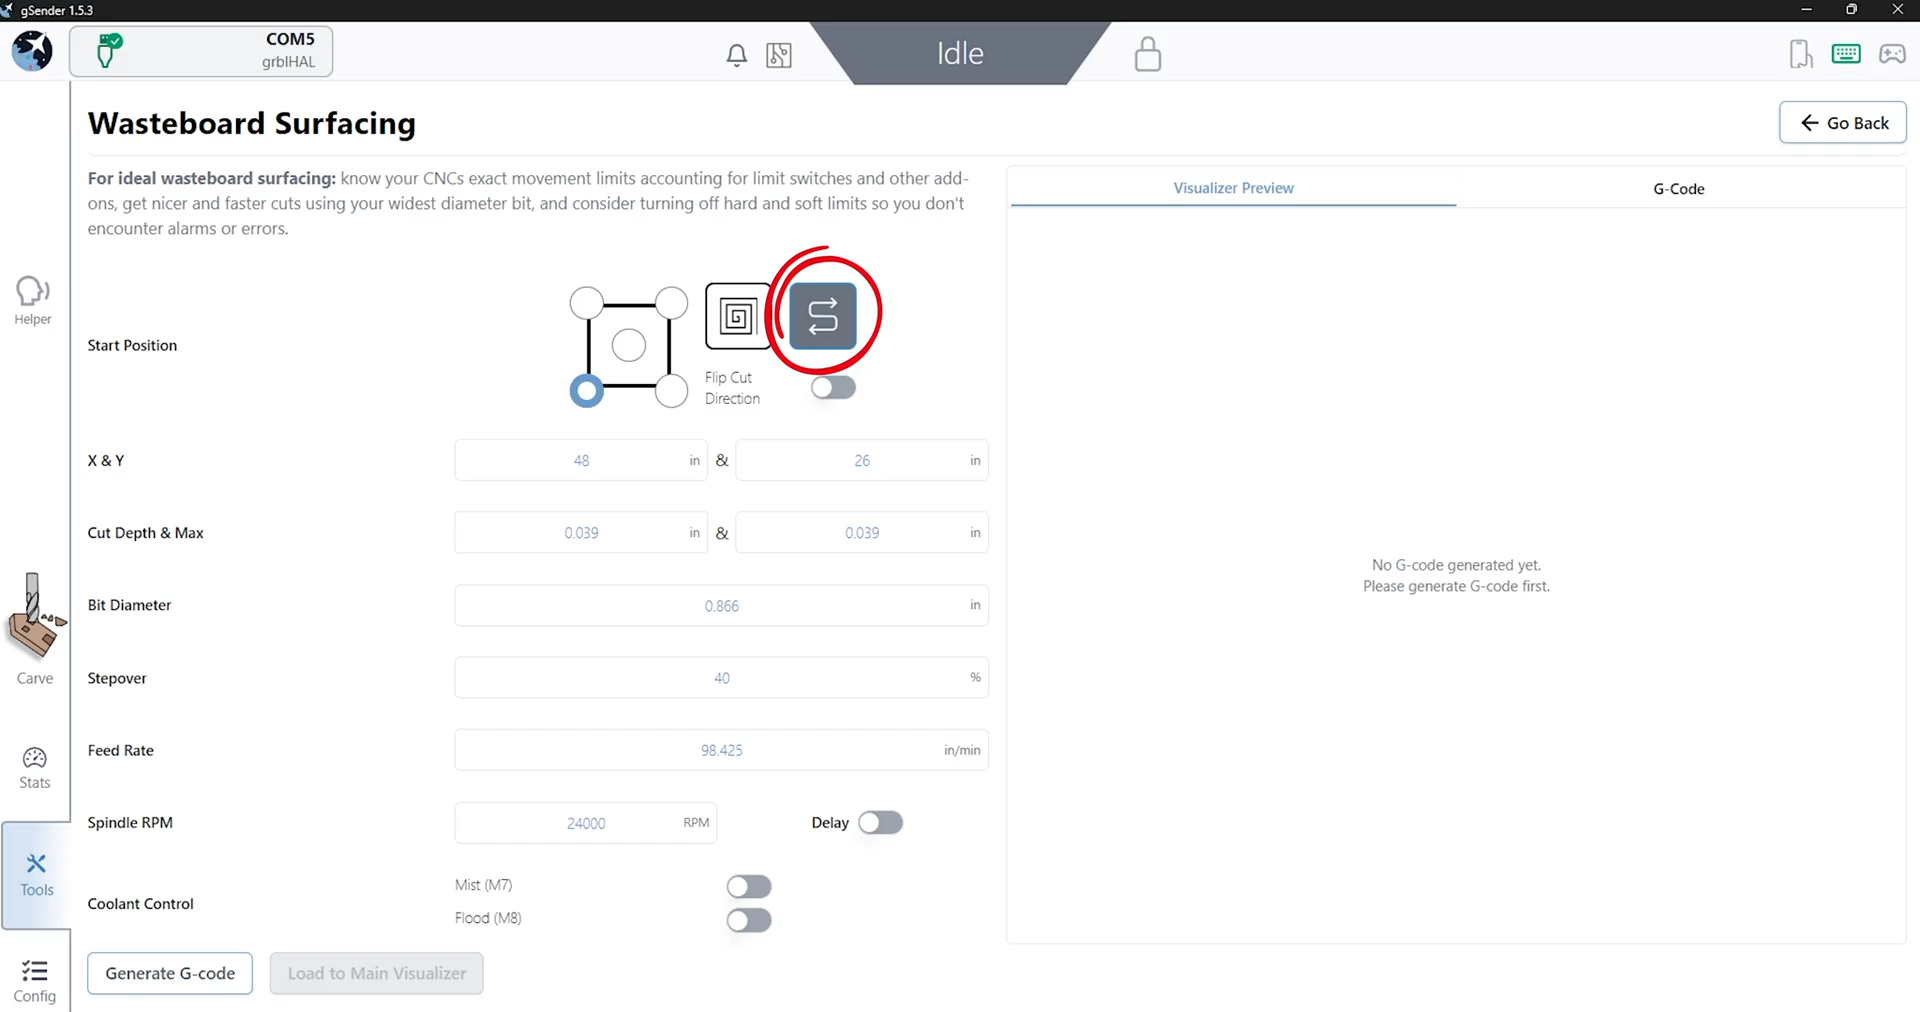 gSender 1.5.3
COM5
grblHAL
Idle
Wasteboard Surfacing
Go Back
For ideal wasteboard surfacing: know your CNCs exact movement limits accounting for limit switches and other add-
ons, get nicer and faster cuts using your widest diameter bit, and consider turning off hard and soft limits so you don't
encounter alarms or errors.
Visualizer Preview
G-Code
Helper
Start Position
Flip Cut
Direction
X & Y
48 in & 26 in
Cut Depth & Max
0.039 in & 0.039 in
No G-code generated yet.
Please generate G-code first.
Bit Diameter
0.866 in
Carve
Stepover
40 %
Feed Rate
98.425 in/min
Stats
Spindle RPM
24000 RPM
Delay
Tools
Mist (M7)
Coolant Control
Flood (M8)
Generate G-code
Load to Main Visualizer
Config